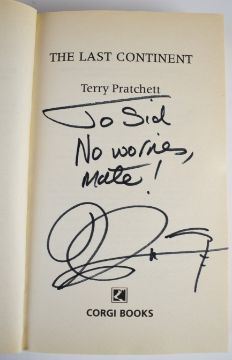 THE LAST CONTINENT
Terry Pratchett
To Sid
No worries,
mate!
CORGI BOOKS